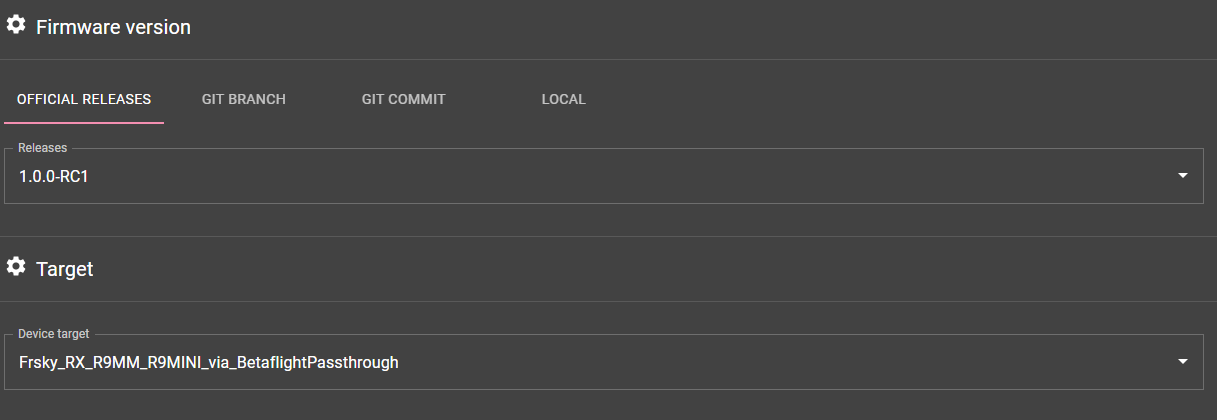 Firmware version
OFFICIAL RELEASES GIT BRANCH GIT COMMIT LOCAL
Releases
1.0.0-RC1
Target
Device target
Frsky_RX_R9MM_R9MINI_via_BetaflightPassthrough